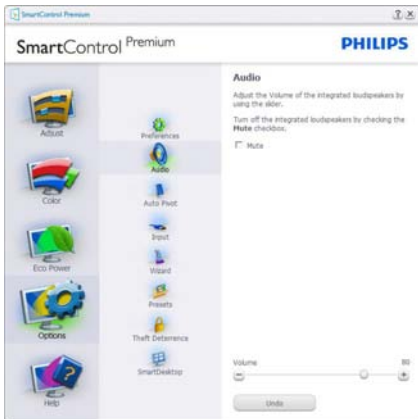 SmartControl Premium
SmartControl Premium
PHILIPS
Adjust
Color
Eco Power
Options
Help
Preferences
Audio
Auto Pivot
Input
Wizard
Presets
Theft Deterrence
SmartDesktop
Audio
Adjust the Volume of the integrated loudspeakers by
using the slider.
Turn off the integrated loudspeakers by checking the
Mute checkbox.
Mute
Volume
80
Undo